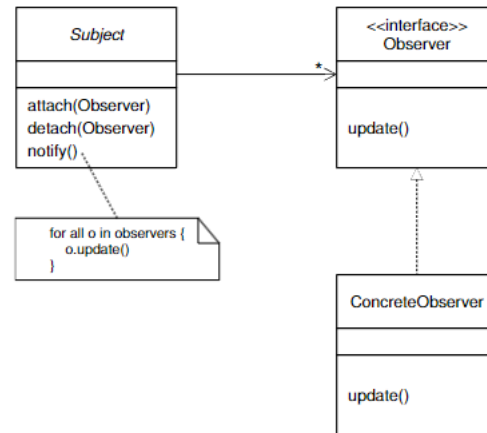 Subject
attach(Observer)
detach(Observer)
notify()
for all o in observers {
o.update()
}
<<interface>>
Observer
*
update()
ConcreteObserver
update()